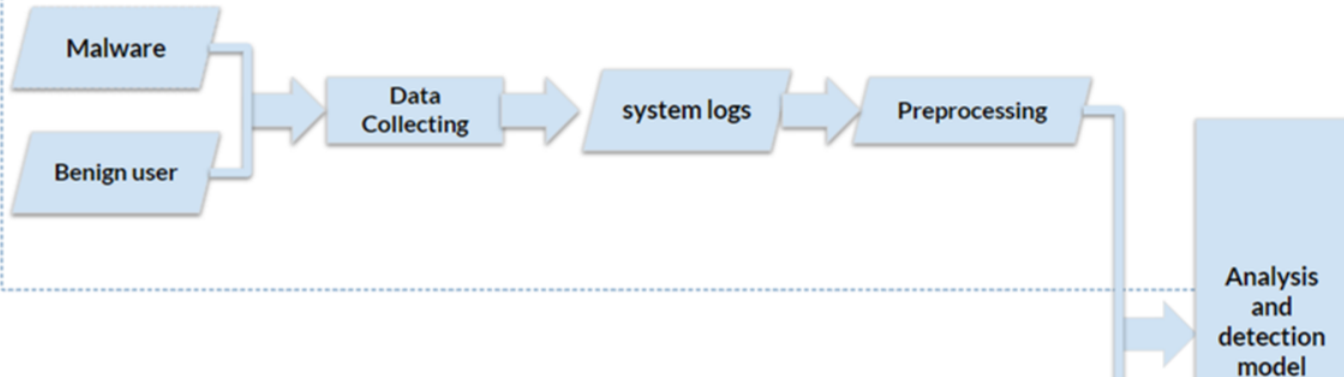 Malware
Benign user
Data
Collecting
system logs
Preprocessing
Analysis
and
detection
model